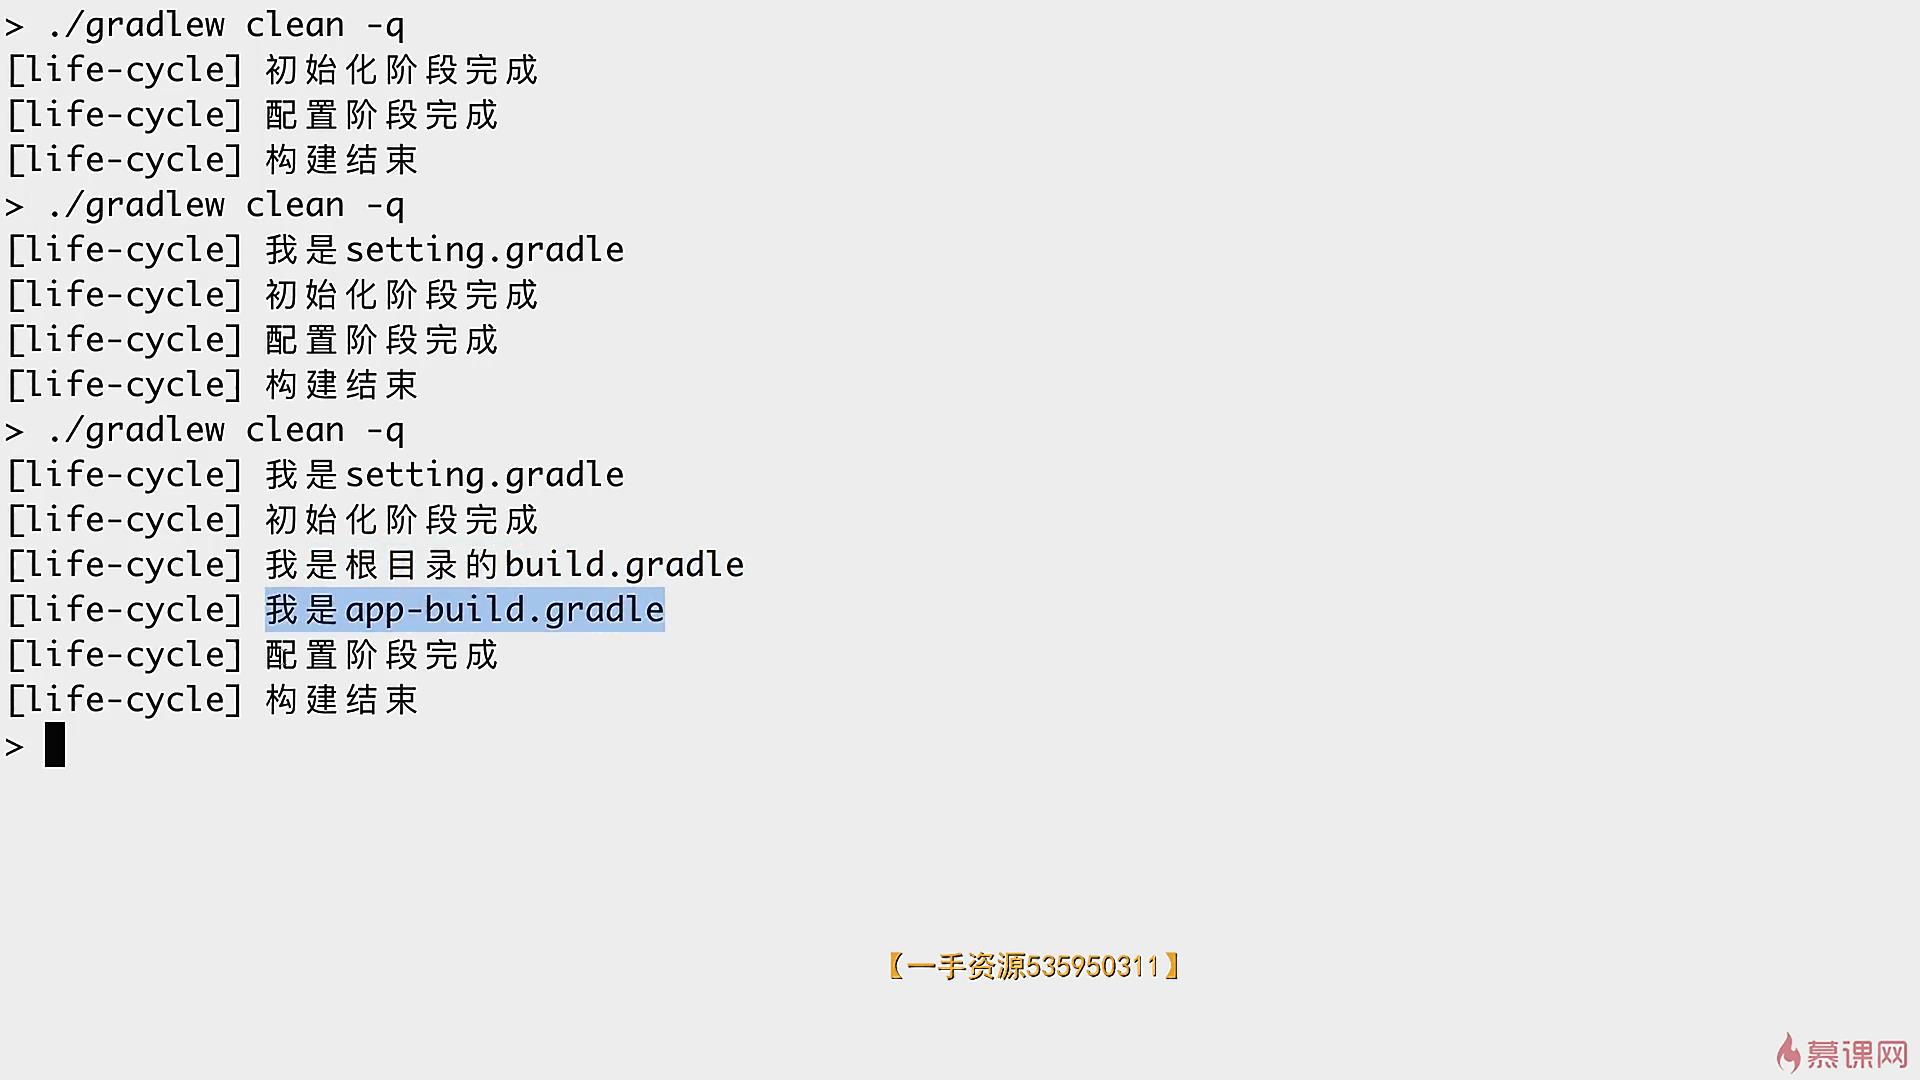 > ./gradlew clean -q
[life-cycle] 初始化阶段完成
[life-cycle] 配置阶段完成
[life-cycle] 构建结束
> ./gradlew clean -q
[life-cycle] 我是setting.gradle
[life-cycle] 初始化阶段完成
[life-cycle] 配置阶段完成
[life-cycle] 构建结束
> ./gradlew clean -q
[life-cycle] 我是setting.gradle
[life-cycle] 初始化阶段完成
[life-cycle] 我是根目录的build.gradle
[life-cycle] 我是app-build.gradle
[life-cycle] 配置阶段完成
[life-cycle] 构建结束
>
【一手资源535950311】
慕课网